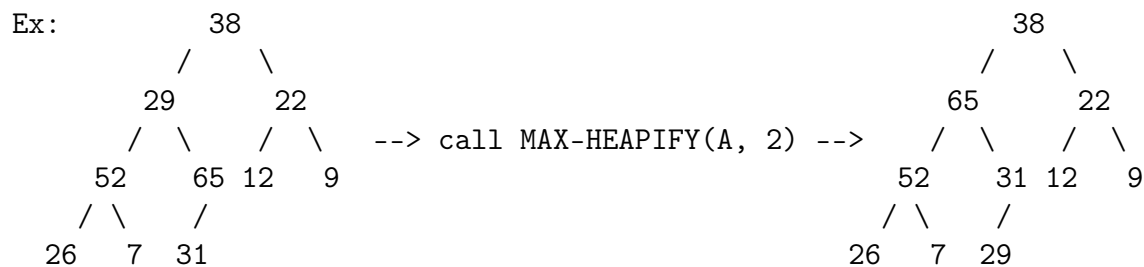 Ex: 38 38
/ \ / \
29 22 65 22
/ \ / \ --> call MAX-HEAPIFY(A, 2) --> / \ / \
52 65 12 9 52 31 12 9
/ \ / / \ /
26 7 31 26 7 29